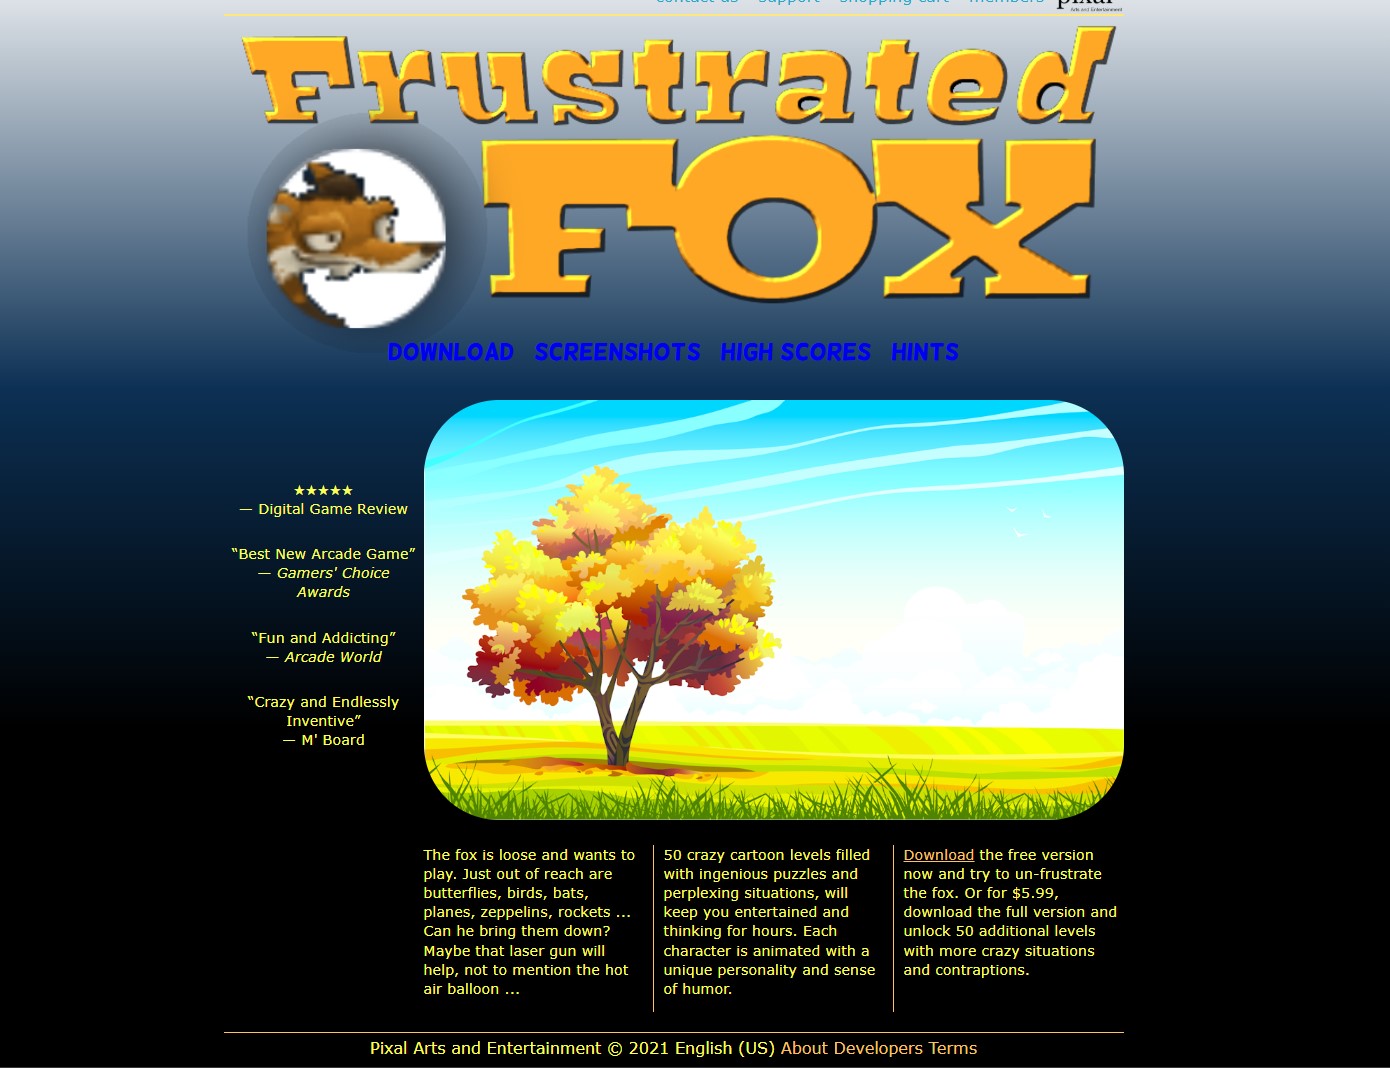 contact us support shopping cart members pixal
Arts and Entertainment
Frustrated
FOX
DOWNLOAD SCREENSHOTS HIGH SCORES HINTS
★★★★★
— Digital Game Review
“Best New Arcade Game”
— Gamers' Choice
Awards
“Fun and Addicting”
— Arcade World
“Crazy and Endlessly
Inventive”
— M' Board
The fox is loose and wants to
play. Just out of reach are
butterflies, birds, bats,
planes, zeppelins, rockets ...
Can he bring them down?
Maybe that laser gun will
help, not to mention the hot
air balloon ...
50 crazy cartoon levels filled
with ingenious puzzles and
perplexing situations, will
keep you entertained and
thinking for hours. Each
character is animated with a
unique personality and sense
of humor.
Download the free version
now and try to un-frustrate
the fox. Or for $5.99,
download the full version and
unlock 50 additional levels
with more crazy situations
and contraptions.
Pixal Arts and Entertainment © 2021 English (US) About Developers Terms